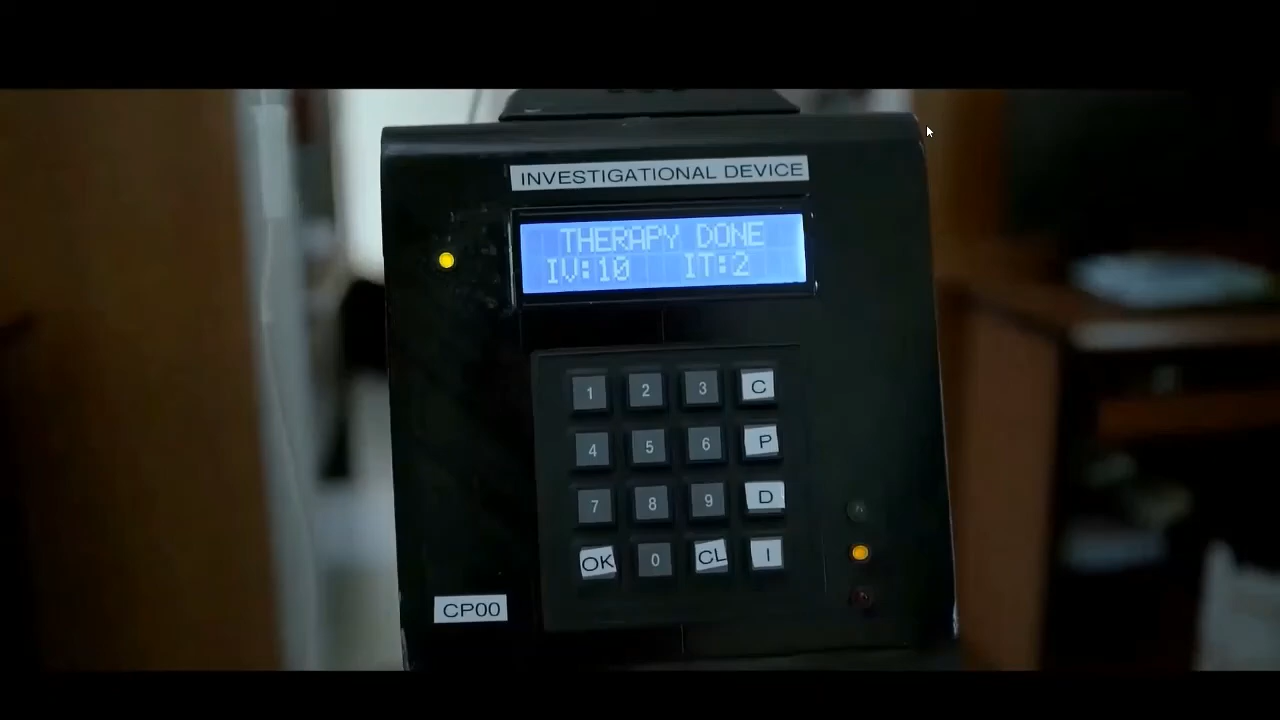 INVESTIGATIONAL DEVICE
THERAPY DONE
IV:10 IT:2
1 2 3 C
4 5 6 P
7 8 9 D
OK 0 CL I
CP00